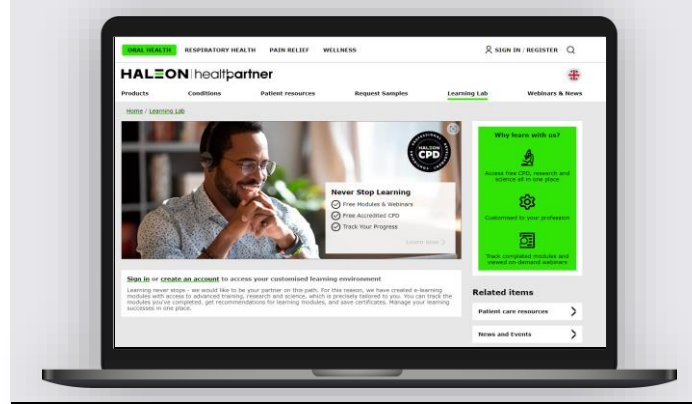 ORAL HEALTH RESPIRATORY HEALTH PAIN RELIEF WELLNESS SIGN IN / REGISTER
HALEON healthpartner
Products Conditions Patient resources Request Samples Learning Lab Webinars & News
Home / Learning Lab
PROFESSIONAL
HALEON
CPD
Never Stop Learning
Free Modules & Webinars
Free Accredited CPD
Track Your Progress
Learn now
Why learn with us?
Access free CPD, research and
science all in one place
Customised to your profession
Track completed modules and
viewed on-demand webinars
Sign in or create an account to access your customised learning environment
Learning never stops - we would like to be your partner on this path. For this reason, we have created e-learning
modules with access to advanced training, research and science, which is precisely tailored to you. You can track the
modules you've completed, get recommendations for learning modules, and save certificates. Manage your learning
successes in one place.
Related items
Patient care resources
News and Events